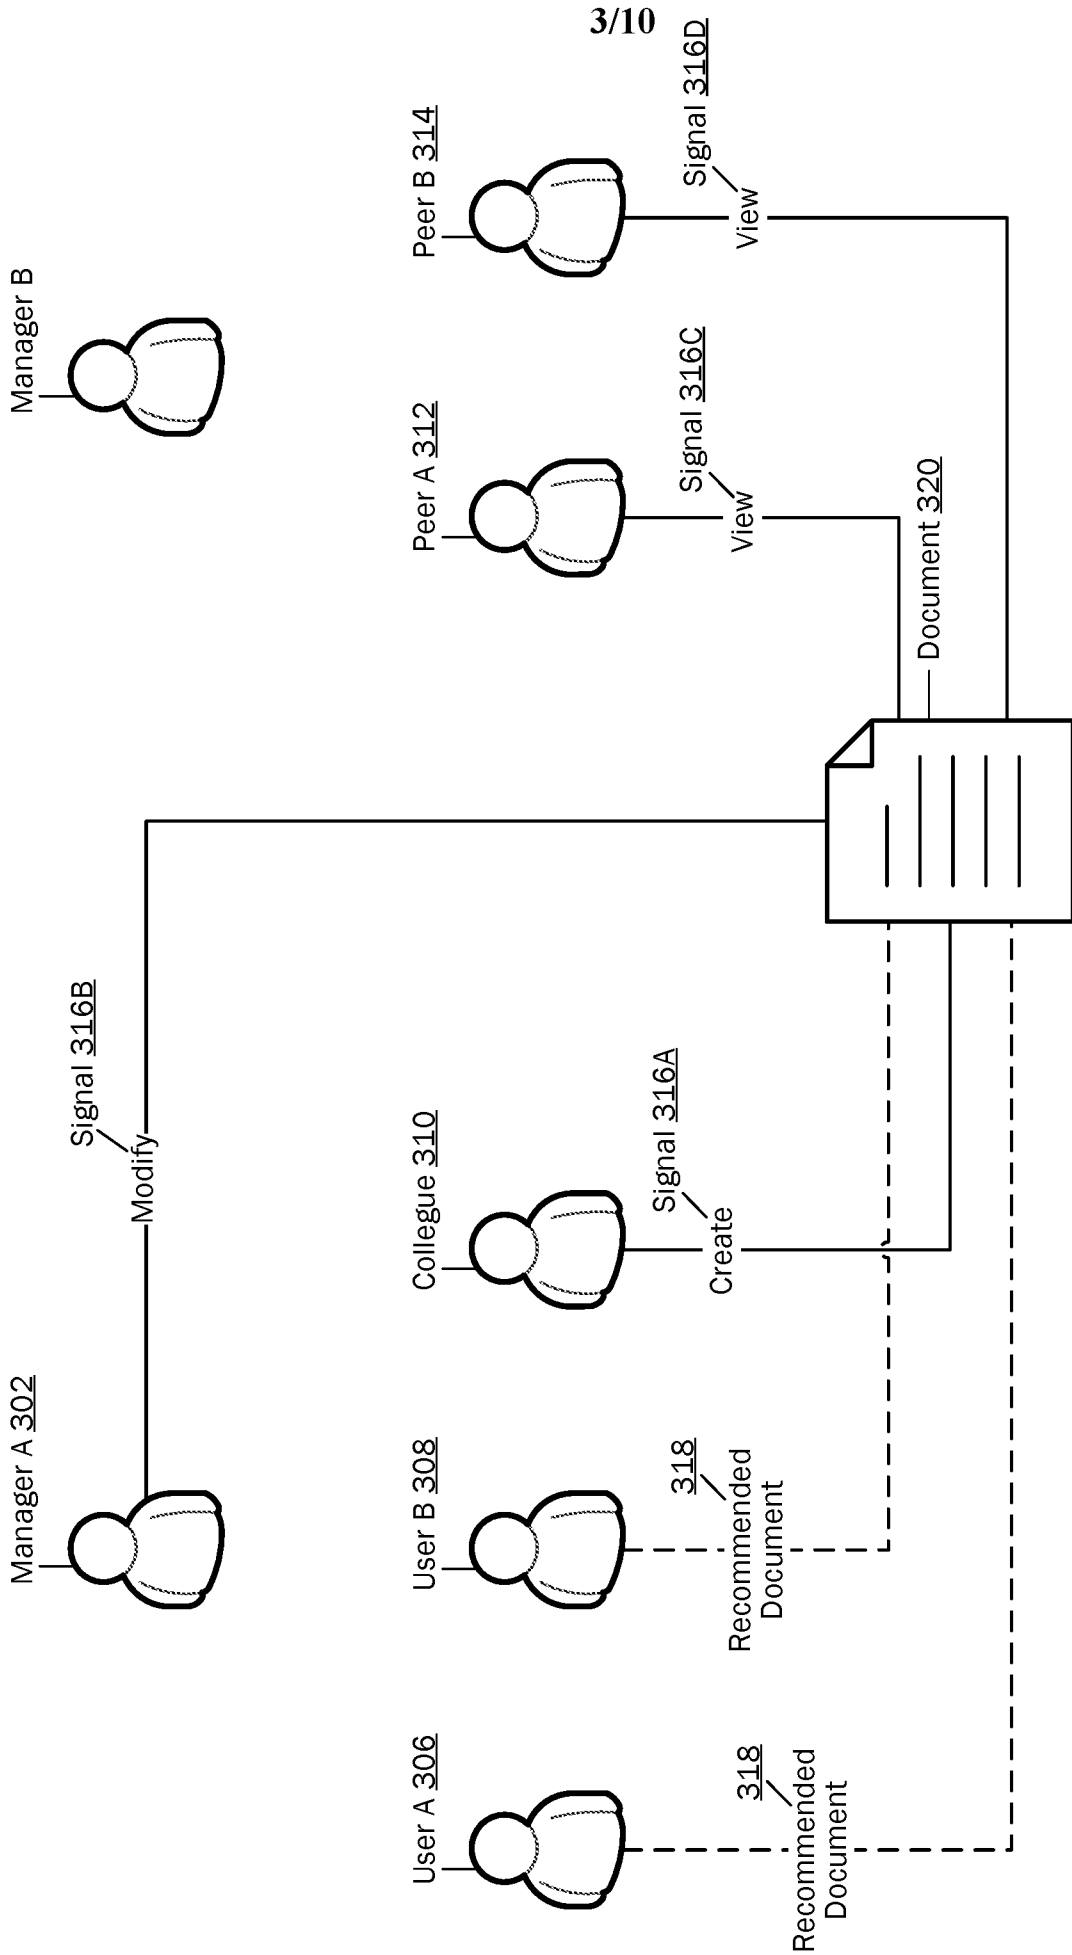 3/10
Manager A 302
Manager B
Signal 316B
Modify
User A 306
User B 308
Collegue 310
Peer A 312
Peer B 314
Signal 316A
Create
Signal 316C
View
Signal 316D
View
318
Recommended
Document
318
Recommended
Document
Document 320